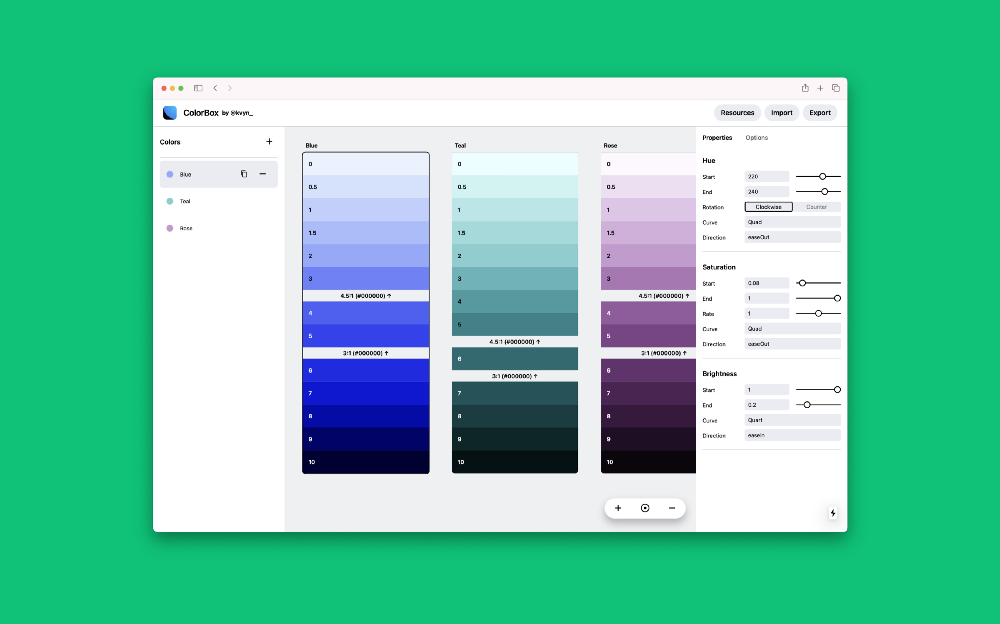 ColorBox by @kvyn_
Resources Import Export
Colors
Blue
Teal
Rose
Blue
0
0.5
1
1.5
2
3
4.5:1 (#000000) ↑
4
5
3:1 (#000000) ↑
6
7
8
9
10
Teal
0
0.5
1
1.5
2
3
4
5
4.5:1 (#000000) ↑
6
3:1 (#000000) ↑
7
8
9
10
Rose
0
0.5
1
1.5
2
3
4.5:1 (#000000) ↑
4
5
3:1 (#000000) ↑
6
7
8
9
10
Properties Options
Hue
Start 220
End 240
Rotation Clockwise Counter
Curve Quad
Direction easeOut
Saturation
Start 0.08
End 1
Rate 1
Curve Quad
Direction easeOut
Brightness
Start 1
End 0.2
Curve Quart
Direction easeIn